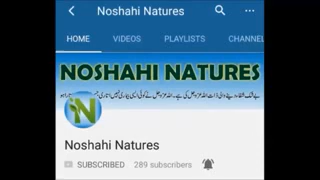 Noshahi Natures
HOME VIDEOS PLAYLISTS CHANNEL
NOSHAHI NATURES
N
Noshahi Natures
SUBSCRIBED 289 subscribers